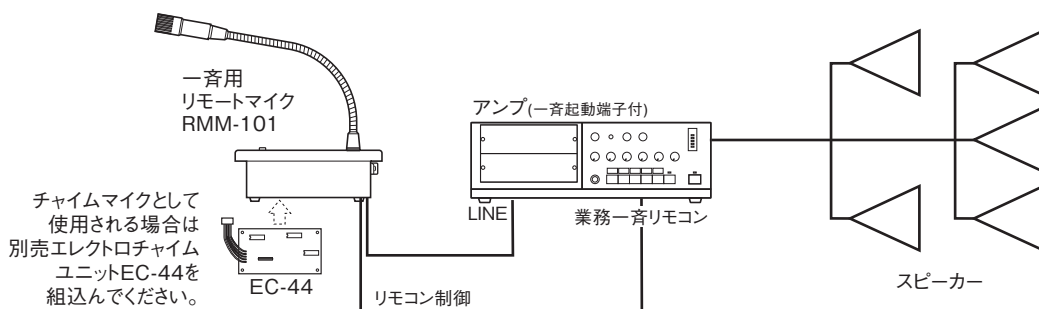 一斉用
リモートマイク
RMM-101
アンプ(一斉起動端子付)
LINE
業務一斉リモコン
チャイムマイクとして
使用される場合は
別売エレクトロチャイム
ユニットEC-44を
組込んでください。
EC-44
リモコン制御
スピーカー